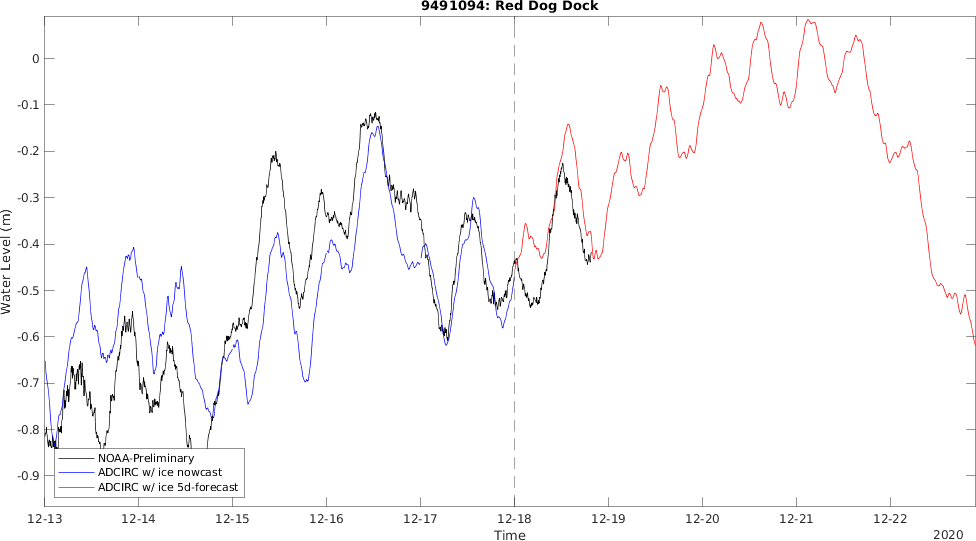 9491094: Red Dog Dock
Water Level (m)
0
-0.1
-0.2
-0.3
-0.4
-0.5
-0.6
-0.7
-0.8
-0.9
NOAA-Preliminary
ADCIRC w/ ice nowcast
ADCIRC w/ ice 5d-forecast
12-13 12-14 12-15 12-16 12-17 12-18 12-19 12-20 12-21 12-22
Time
2020